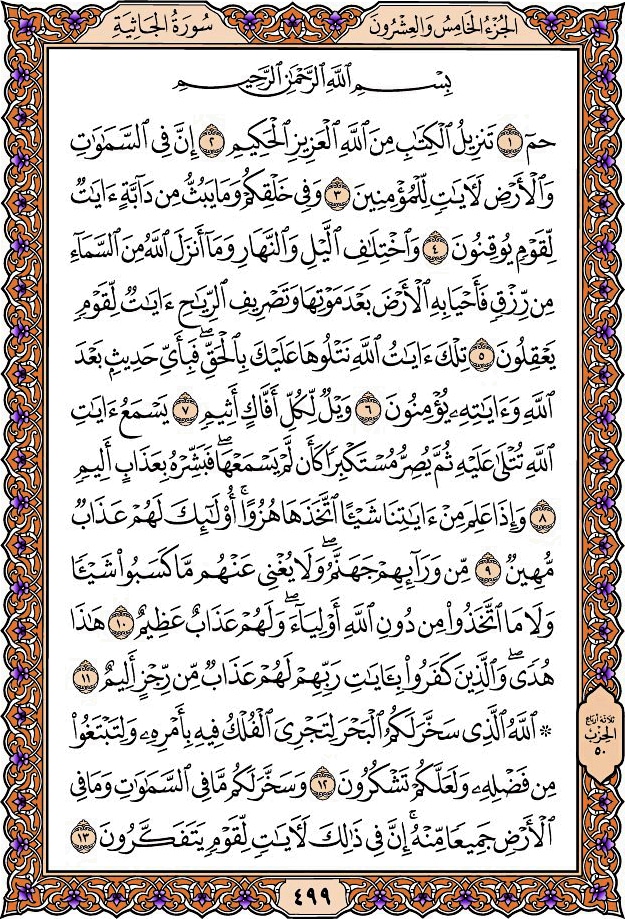 الجُزْءُ الخَامِسُ وَالعِشْرُونَ
سُورَةُ الجَاثِيَةِ
بِسْمِ ٱللَّهِ ٱلرَّحْمَٰنِ ٱلرَّحِيمِ
حمٓ ١ تَنزِيلُ ٱلْكِتَٰبِ مِنَ ٱللَّهِ ٱلْعَزِيزِ ٱلْحَكِيمِ ٢ إِنَّ فِى ٱلسَّمَٰوَٰتِ
وَٱلْأَرْضِ لَءَايَٰتٍ لِّلْمُؤْمِنِينَ ٣ وَفِى خَلْقِكُمْ وَمَا يَبُثُّ مِن دَآبَّةٍ ءَايَٰتٌ
لِّقَوْمٍ يُوقِنُونَ ٤ وَٱخْتِلَٰفِ ٱلَّيْلِ وَٱلنَّهَارِ وَمَآ أَنزَلَ ٱللَّهُ مِنَ ٱلسَّمَآءِ
مِن رِّزْقٍ فَأَحْيَا بِهِ ٱلْأَرْضَ بَعْدَ مَوْتِهَا وَتَصْرِيفِ ٱلرِّيَٰحِ ءَايَٰتٌ لِّقَوْمٍ
يَعْقِلُونَ ٥ تِلْكَ ءَايَٰتُ ٱللَّهِ نَتْلُوهَا عَلَيْكَ بِٱلْحَقِّ ۖ فَبِأَىِّ حَدِيثٍۭ بَعْدَ
ٱللَّهِ وَءَايَٰتِهِۦ يُؤْمِنُونَ ٦ وَيْلٌ لِّكُلِّ أَفَّاكٍ أَثِيمٍ ٧ يَسْمَعُ ءَايَٰتِ
ٱللَّهِ تُتْلَىٰ عَلَيْهِ ثُمَّ يُصِرُّ مُسْتَكْبِرًا كَأَن لَّمْ يَسْمَعْهَا ۖ فَبَشِّرْهُ بِعَذَابٍ أَلِيمٍ
٨ وَإِذَا عَلِمَ مِنْ ءَايَٰتِنَا شَيْـًٔا ٱتَّخَذَهَا هُزُوًا ۚ أُو۟لَٰٓئِكَ لَهُمْ عَذَابٌ
مُّهِينٌ ٩ مِّن وَرَآئِهِمْ جَهَنَّمُ ۖ وَلَا يُغْنِى عَنْهُم مَّا كَسَبُوا۟ شَيْـًٔا
وَلَا مَا ٱتَّخَذُوا۟ مِن دُونِ ٱللَّهِ أَوْلِيَآءَ ۖ وَلَهُمْ عَذَابٌ عَظِيمٌ ١٠ هَٰذَا
هُدًى ۖ وَٱلَّذِينَ كَفَرُوا۟ بِـَٔايَٰتِ رَبِّهِمْ لَهُمْ عَذَابٌ مِّن رِّجْزٍ أَلِيمٌ ١١
* ٱللَّهُ ٱلَّذِى سَخَّرَ لَكُمُ ٱلْبَحْرَ لِتَجْرِىَ ٱلْفُلْكُ فِيهِ بِأَمْرِهِۦ وَلِتَبْتَغُوا۟
مِن فَضْلِهِۦ وَلَعَلَّكُمْ تَشْكُرُونَ ١٢ وَسَخَّرَ لَكُم مَّا فِى ٱلسَّمَٰوَٰتِ وَمَا فِى
ٱلْأَرْضِ جَمِيعًا مِّنْهُ ۚ إِنَّ فِى ذَٰلِكَ لَءَايَٰتٍ لِّقَوْمٍ يَتَفَكَّرُونَ ١٣
ثلاثة أرباع
الحِزْب
٥٠
٤٩٩